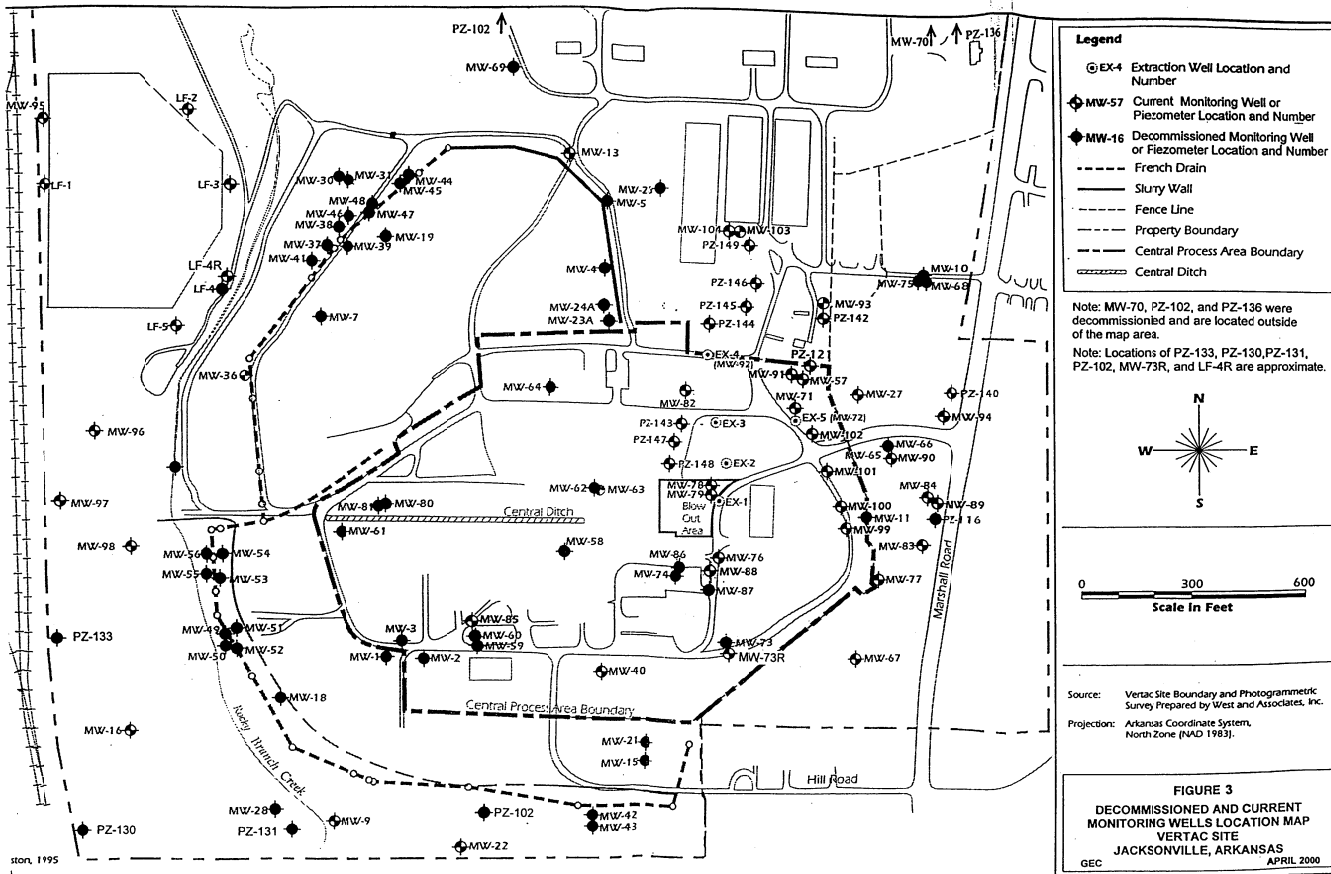 PZ-102
MW-70
PZ-136
MW-69
MW-95
LF-2
MW-13
LF-1
LF-3
MW-30
MW-31
MW-44
MW-45
MW-48
MW-46
MW-47
MW-38
MW-19
MW-37
MW-39
MW-41
MW-5
MW-104
MW-103
PZ-149
LF-4R
LF-4
MW-4
PZ-146
MW-10
MW-75
MW-68
MW-7
LF-5
MW-24A
MW-23A
PZ-145
PZ-144
MW-93
PZ-142
EX-4
(MW-92)
PZ-121
MW-36
MW-64
MW-82
MW-91
MW-57
MW-27
PZ-140
MW-71
MW-94
MW-96
PZ-143
EX-3
EX-5 (MW-72)
MW-102
PZ-147
MW-66
MW-65
MW-90
PZ-148
EX-2
MW-101
MW-97
MW-62
MW-63
MW-78
MW-79
EX-1
MW-84
MW-89
MW-81
MW-80
Central Ditch
Blow
Out
Area
MW-100
MW-11
PZ-116
MW-61
MW-99
MW-98
MW-56
MW-54
MW-58
MW-86
MW-76
MW-83
MW-55
MW-53
MW-74
MW-88
MW-77
MW-87
Marshall Road
PZ-133
MW-49
MW-51
MW-50
MW-52
MW-3
MW-85
MW-60
MW-59
MW-1
MW-2
MW-73
MW-73R
MW-67
MW-40
MW-18
Central Process Area Boundary
Rocky Branch Creek
MW-16
MW-21
MW-15
Hill Road
MW-28
PZ-102
MW-42
MW-43
PZ-130
PZ-131
MW-9
MW-22
ston, 1995
Legend
EX-4 Extraction Well Location and
Number
MW-57 Current Monitoring Well or
Piezometer Location and Number
MW-16 Decommissioned Monitoring Well
or Piezometer Location and Number
French Drain
Slurry Wall
Fence Line
Property Boundary
Central Process Area Boundary
Central Ditch
Note: MW-70, PZ-102, and PZ-136 were
decommissioned and are located outside
of the map area.
Note: Locations of PZ-133, PZ-130,PZ-131,
PZ-102, MW-73R, and LF-4R are approximate.
N
W E
S
0 300 600
Scale In Feet
Source: Vertac Site Boundary and Photogrammetric
Survey Prepared by West and Associates, Inc.
Projection: Arkansas Coordinate System,
North Zone (NAD 1983).
FIGURE 3
DECOMMISSIONED AND CURRENT
MONITORING WELLS LOCATION MAP
VERTAC SITE
JACKSONVILLE, ARKANSAS
GEC APRIL 2000